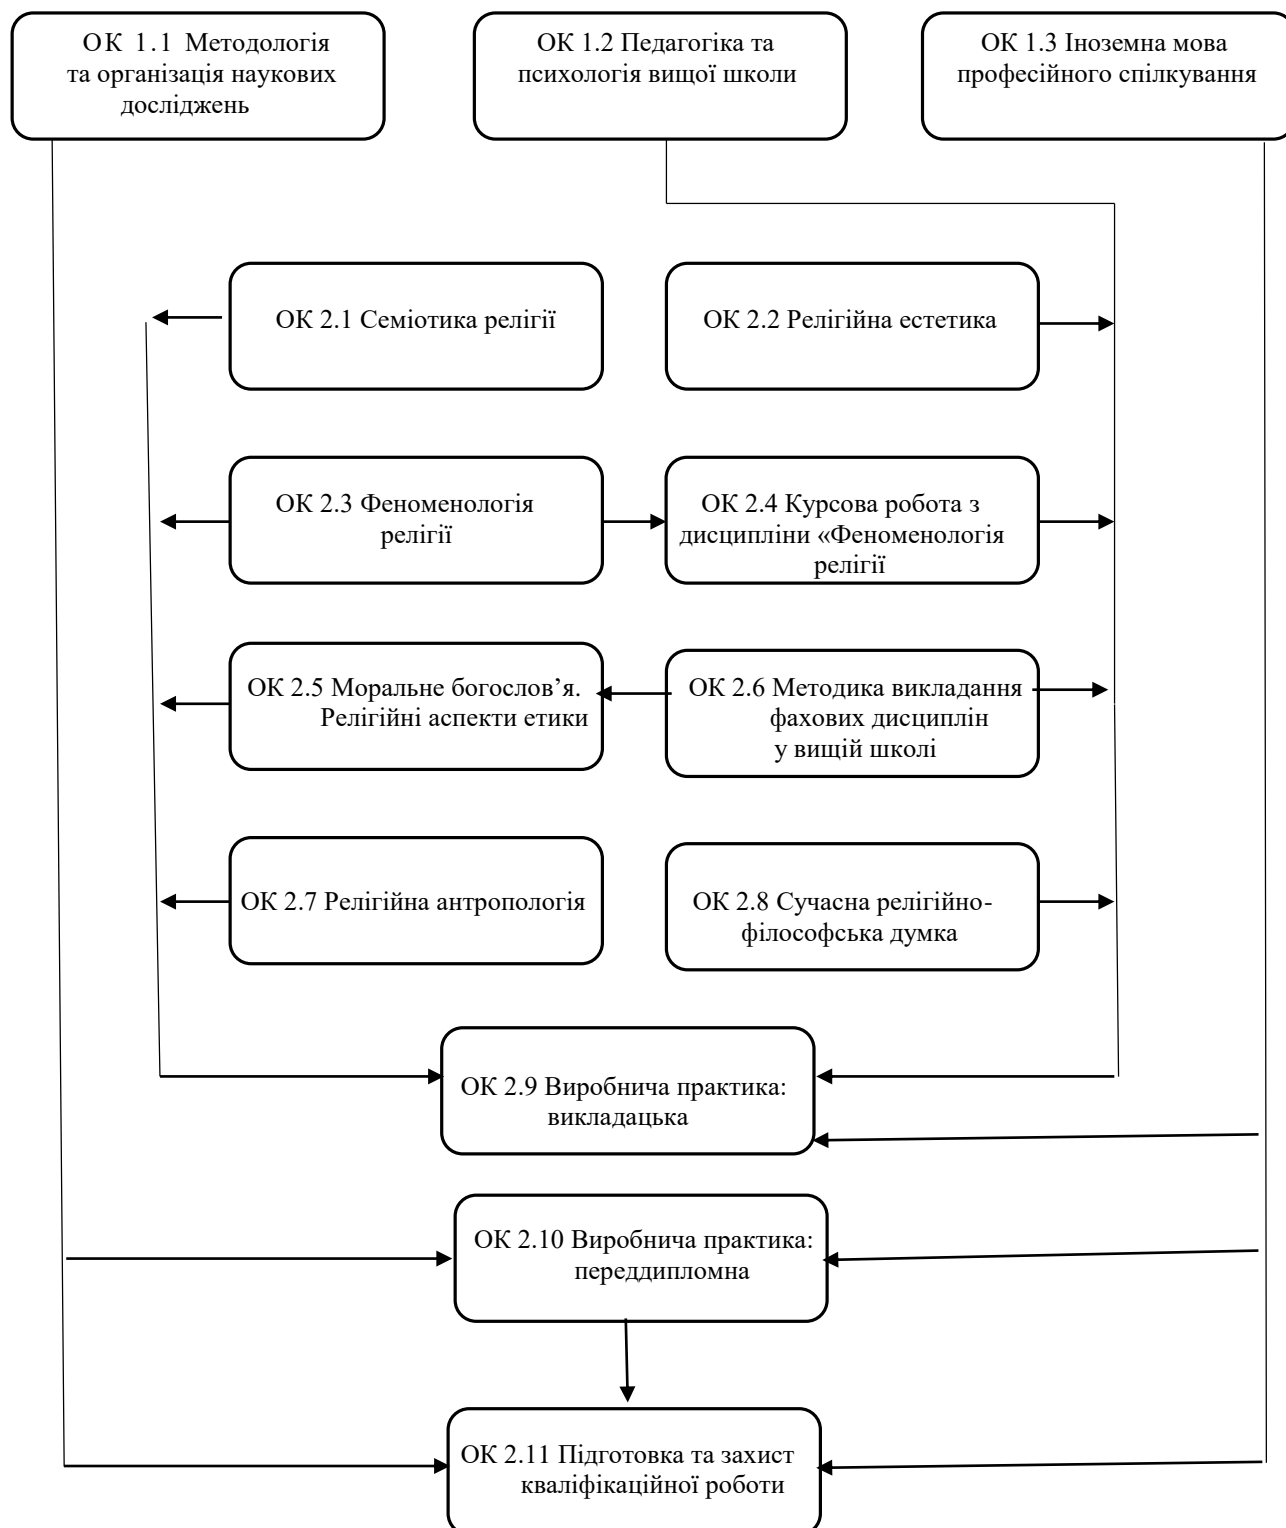 ОК 1.1 Методологія
та організація наукових
досліджень
ОК 1.2 Педагогіка та
психологія вищої школи
ОК 1.3 Іноземна мова
професійного спілкування
ОК 2.1 Семіотика релігії
ОК 2.2 Релігійна естетика
ОК 2.3 Феноменологія
релігії
ОК 2.4 Курсова робота з
дисципліни «Феноменологія
релігії
ОК 2.5 Моральне богослов’я.
Релігійні аспекти етики
ОК 2.6 Методика викладання
фахових дисциплін
у вищій школі
ОК 2.7 Релігійна антропологія
ОК 2.8 Сучасна релігійно-
філософська думка
ОК 2.9 Виробнича практика:
викладацька
ОК 2.10 Виробнича практика:
переддипломна
ОК 2.11 Підготовка та захист
кваліфікаційної роботи